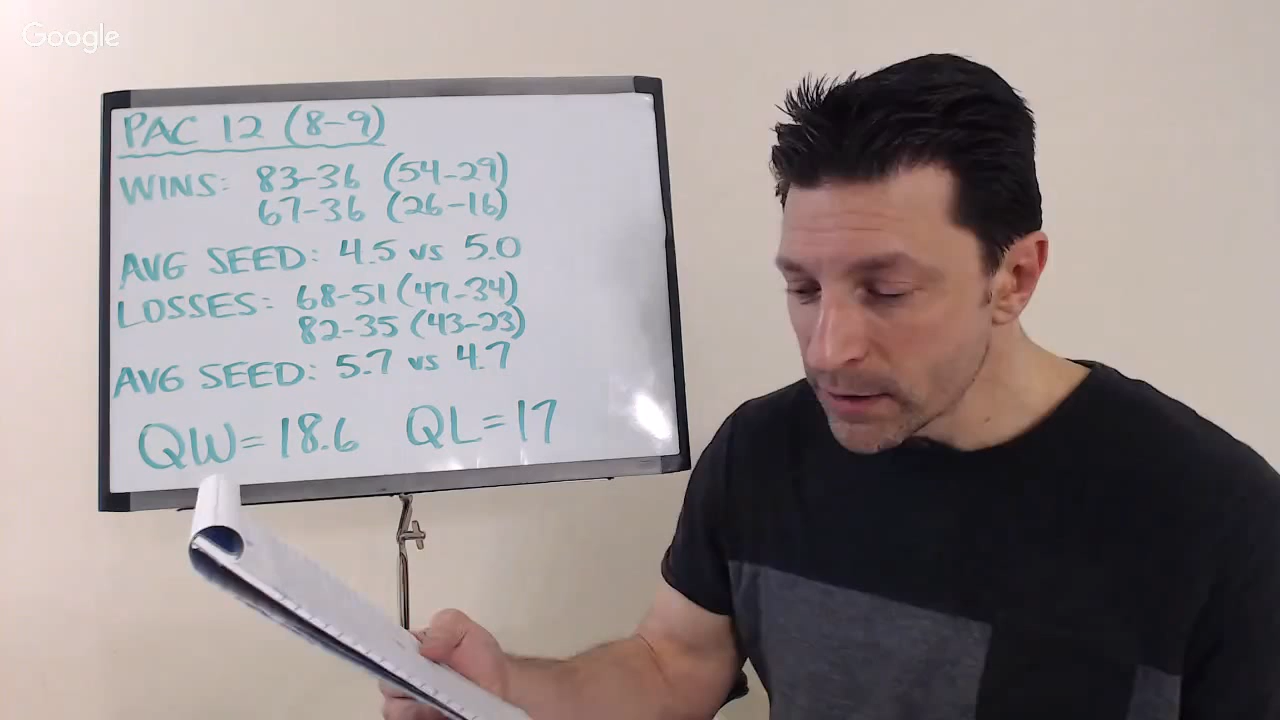 Google
PAC 12 (8-9)
WINS: 83-36 (54-29)
67-36 (26-16)
AVG SEED: 4.5 vs 5.0
LOSSES: 68-51 (47-34)
82-35 (43-23)
AVG SEED: 5.7 vs 4.7
QW= 18.6 QL=17